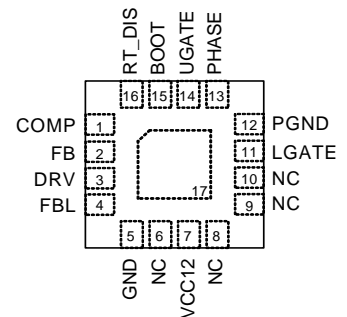 RT_DIS
BOOT
UGATE
PHASE
16 15 14 13
COMP 1 12 PGND
FB 2 11 LGATE
DRV 3 10 NC
FBL 4 9 NC
17
5 6 7 8
GND
NC
VCC12
NC